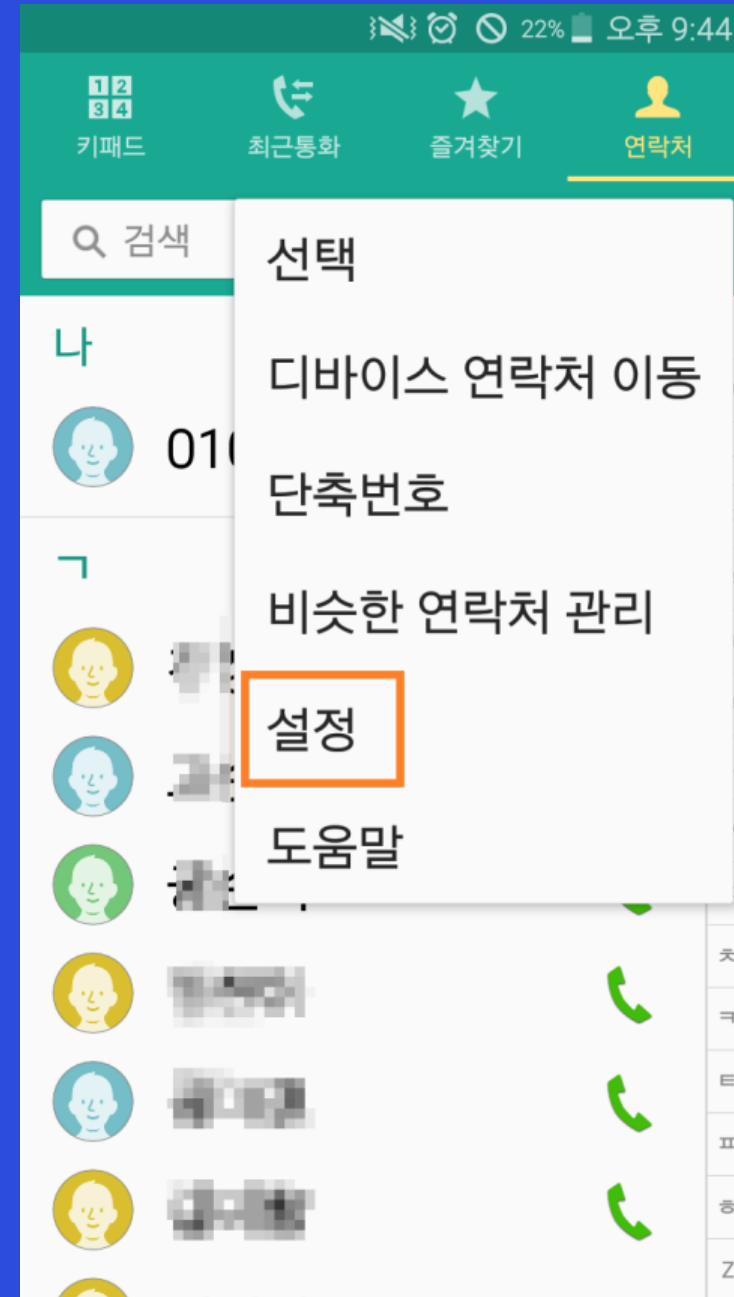 22% 오후 9:44
1 2
3 4
키패드 최근통화 즐겨찾기 연락처
검색
선택
나
디바이스 연락처 이동
010
단축번호
ㄱ
비슷한 연락처 관리
설정
도움말
ㅊ
ㅋ
ㅌ
ㅍ
ㅎ
Z